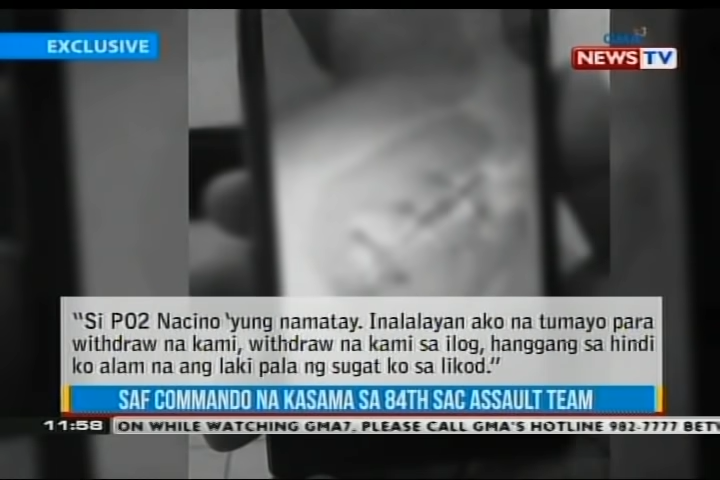 EXCLUSIVE
GMA
NEWS TV
"Si PO2 Nacino 'yung namatay. Inalalayan ako na tumayo para
withdraw na kami, withdraw na kami sa ilog, hanggang sa hindi
ko alam na ang laki pala ng sugat ko sa likod."
SAF COMMANDO NA KASAMA SA 84TH SAC ASSAULT TEAM
11:58 ON WHILE WATCHING GMA7, PLEASE CALL GMA'S HOTLINE 982-7777 BETW